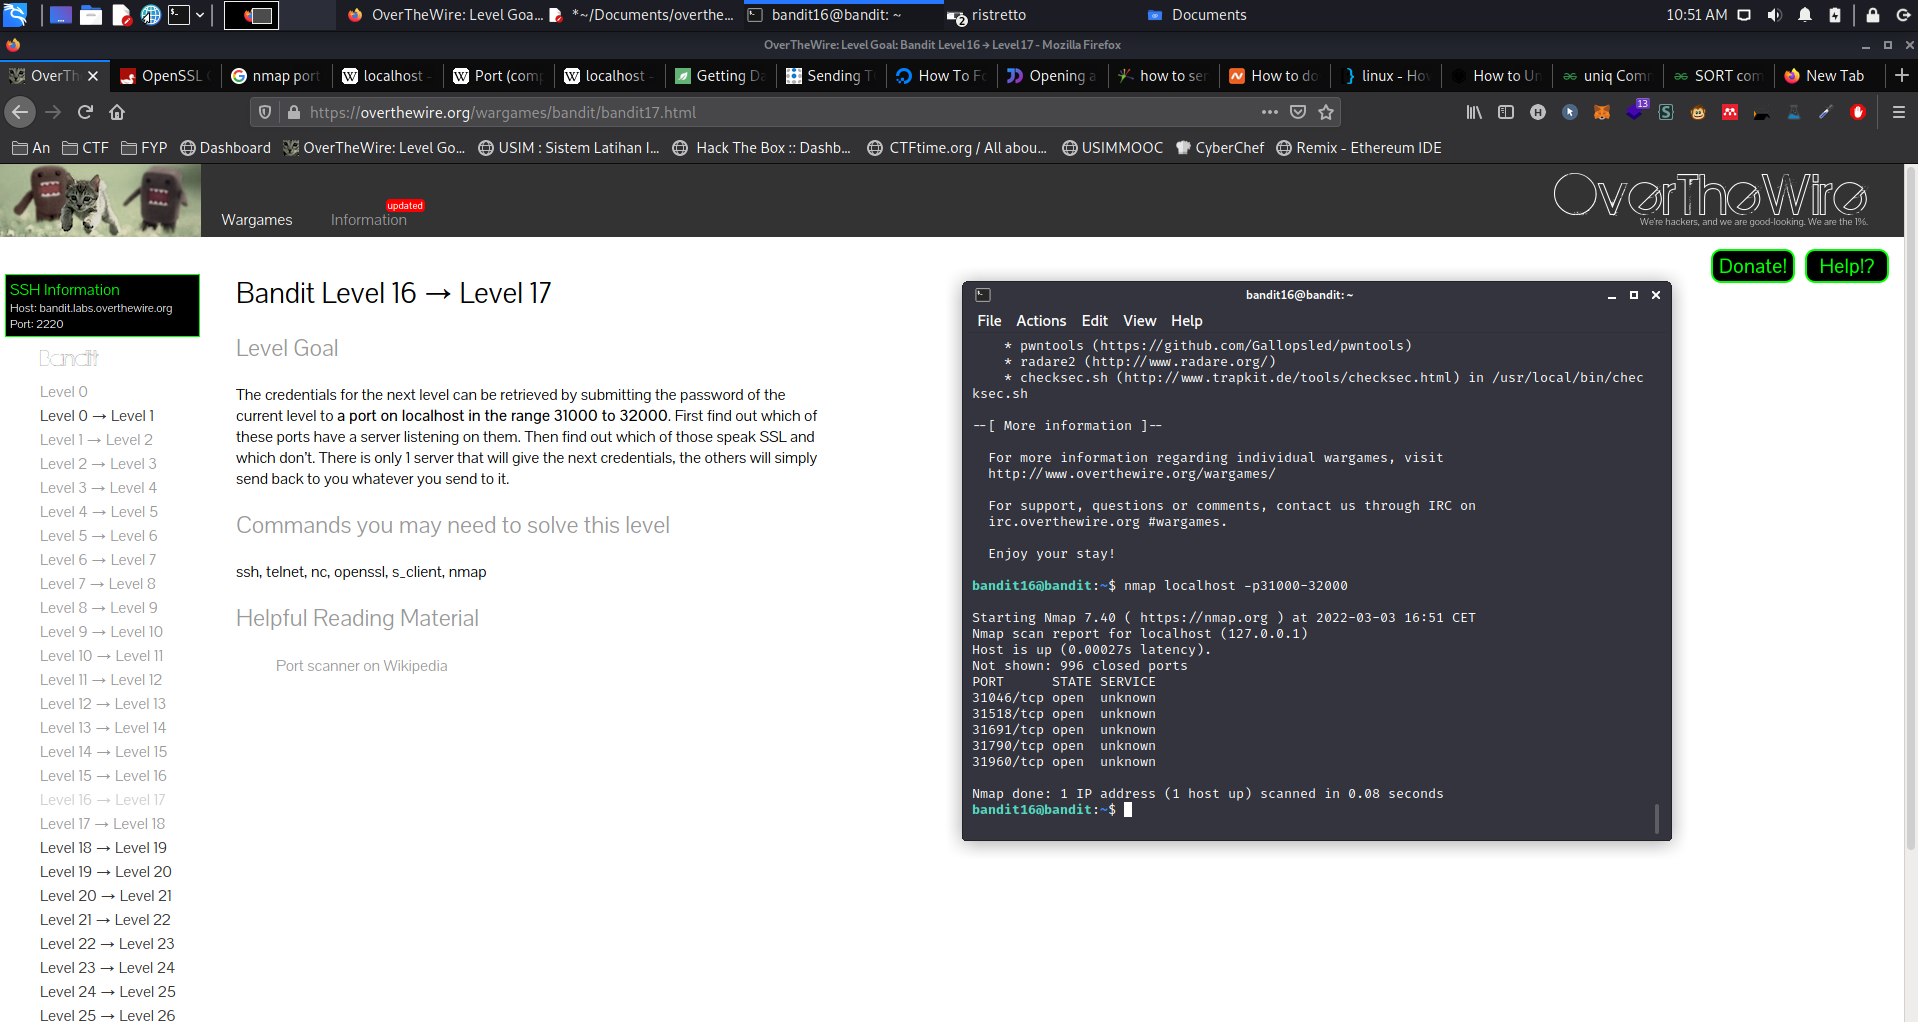 OverTheWire: Level Goa...
*~/Documents/overthe...
bandit16@bandit: ~
2
ristretto
Documents
10:51 AM
OverTheWire: Level Goal: Bandit Level 16 → Level 17 - Mozilla Firefox
OverTh
OpenSSL
nmap port
localhost -
Port (comp
localhost -
Getting Da
Sending T
How To Fo
Opening a
how to ser
How to do
linux - Hov
How to Un
uniq Comm
SORT com
New Tab
https://overthewire.org/wargames/bandit/bandit17.html
13
An
CTF
FYP
Dashboard
OverTheWire: Level Go...
USIM : Sistem Latihan I...
Hack The Box :: Dashb...
CTFtime.org / All abou...
USIMMOOC
CyberChef
Remix - Ethereum IDE
Wargames
Information
updated
OverTheWire
We're hackers, and we are good-looking. We are the 1%.
Donate!
Help!?
SSH Information
Host: bandit.labs.overthewire.org
Port: 2220
Bandit
Level 0
Level 0 → Level 1
Level 1 → Level 2
Level 2 → Level 3
Level 3 → Level 4
Level 4 → Level 5
Level 5 → Level 6
Level 6 → Level 7
Level 7 → Level 8
Level 8 → Level 9
Level 9 → Level 10
Level 10 → Level 11
Level 11 → Level 12
Level 12 → Level 13
Level 13 → Level 14
Level 14 → Level 15
Level 15 → Level 16
Level 16 → Level 17
Level 17 → Level 18
Level 18 → Level 19
Level 19 → Level 20
Level 20 → Level 21
Level 21 → Level 22
Level 22 → Level 23
Level 23 → Level 24
Level 24 → Level 25
Level 25 → Level 26
Bandit Level 16 → Level 17
Level Goal
The credentials for the next level can be retrieved by submitting the password of the
current level to a port on localhost in the range 31000 to 32000. First find out which of
these ports have a server listening on them. Then find out which of those speak SSL and
which don't. There is only 1 server that will give the next credentials, the others will simply
send back to you whatever you send to it.
Commands you may need to solve this level
ssh, telnet, nc, openssl, s_client, nmap
Helpful Reading Material
Port scanner on Wikipedia
bandit16@bandit: ~
File Actions Edit View Help
* pwntools (https://github.com/Gallopsled/pwntools)
* radare2 (http://www.radare.org/)
* checksec.sh (http://www.trapkit.de/tools/checksec.html) in /usr/local/bin/chec
ksec.sh
--[ More information ]--
For more information regarding individual wargames, visit
http://www.overthewire.org/wargames/
For support, questions or comments, contact us through IRC on
irc.overthewire.org #wargames.
Enjoy your stay!
bandit16@bandit:~$ nmap localhost -p31000-32000
Starting Nmap 7.40 ( https://nmap.org ) at 2022-03-03 16:51 CET
Nmap scan report for localhost (127.0.0.1)
Host is up (0.00027s latency).
Not shown: 996 closed ports
PORT STATE SERVICE
31046/tcp open unknown
31518/tcp open unknown
31691/tcp open unknown
31790/tcp open unknown
31960/tcp open unknown
Nmap done: 1 IP address (1 host up) scanned in 0.08 seconds
bandit16@bandit:~$